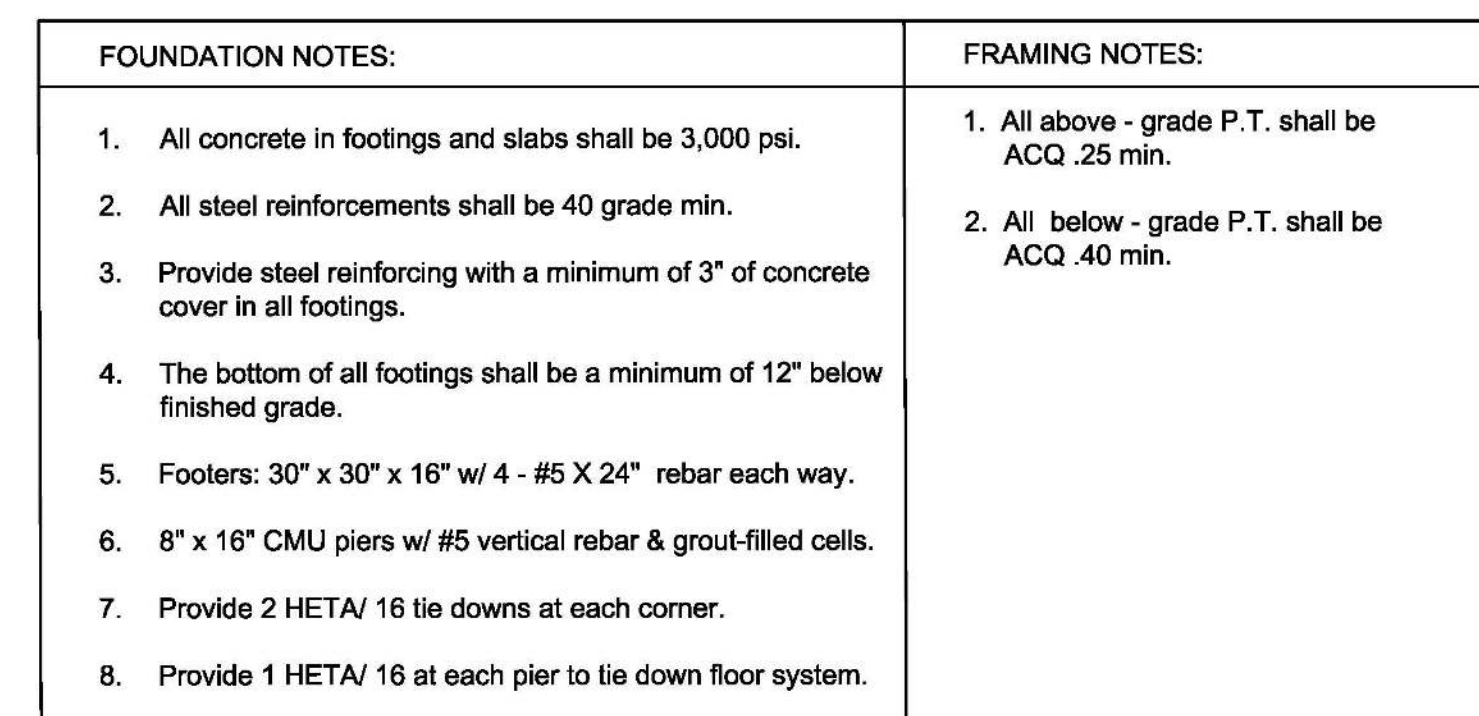 FOUNDATION NOTES:
1. All concrete in footings and slabs shall be 3,000 psi.
2. All steel reinforcements shall be 40 grade min.
3. Provide steel reinforcing with a minimum of 3" of concrete
cover in all footings.
4. The bottom of all footings shall be a minimum of 12" below
finished grade.
5. Footers: 30" x 30" x 16" w/ 4 - #5 X 24" rebar each way.
6. 8" x 16" CMU piers w/ #5 vertical rebar & grout-filled cells.
7. Provide 2 HETA/ 16 tie downs at each corner.
8. Provide 1 HETA/ 16 at each pier to tie down floor system.
FRAMING NOTES:
1. All above - grade P.T. shall be
ACQ .25 min.
2. All below - grade P.T. shall be
ACQ .40 min.